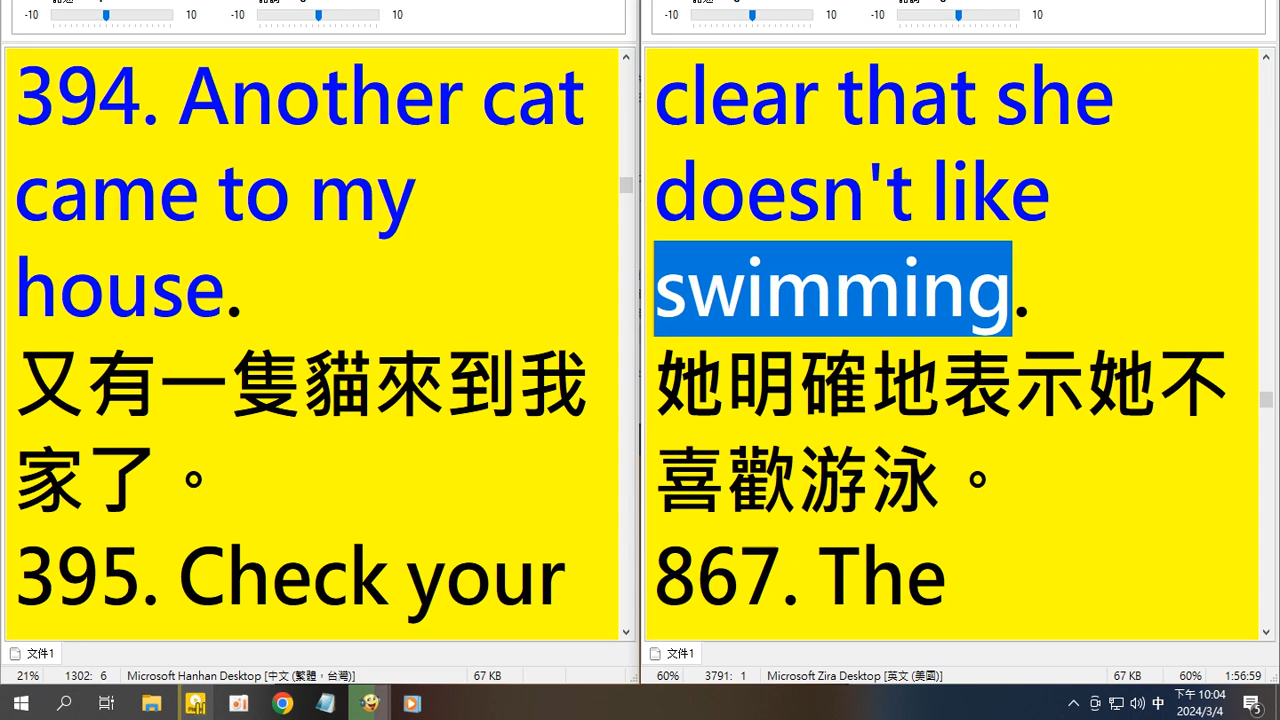 -10 10 -10 10
394. Another cat
came to my
house.
又有一隻貓來到我
家了。
395. Check your
文件1
21% 1302: 6 Microsoft Hanhan Desktop [中文 (繁體，台灣)] 67 KB
-10 10 -10 10
clear that she
doesn't like
swimming.
她明確地表示她不
喜歡游泳。
867. The
文件1
60% 3791: 1 Microsoft Zira Desktop [英文 (美國)] 67 KB 60% 1:56:59
中
下午 10:04
2024/3/4
5